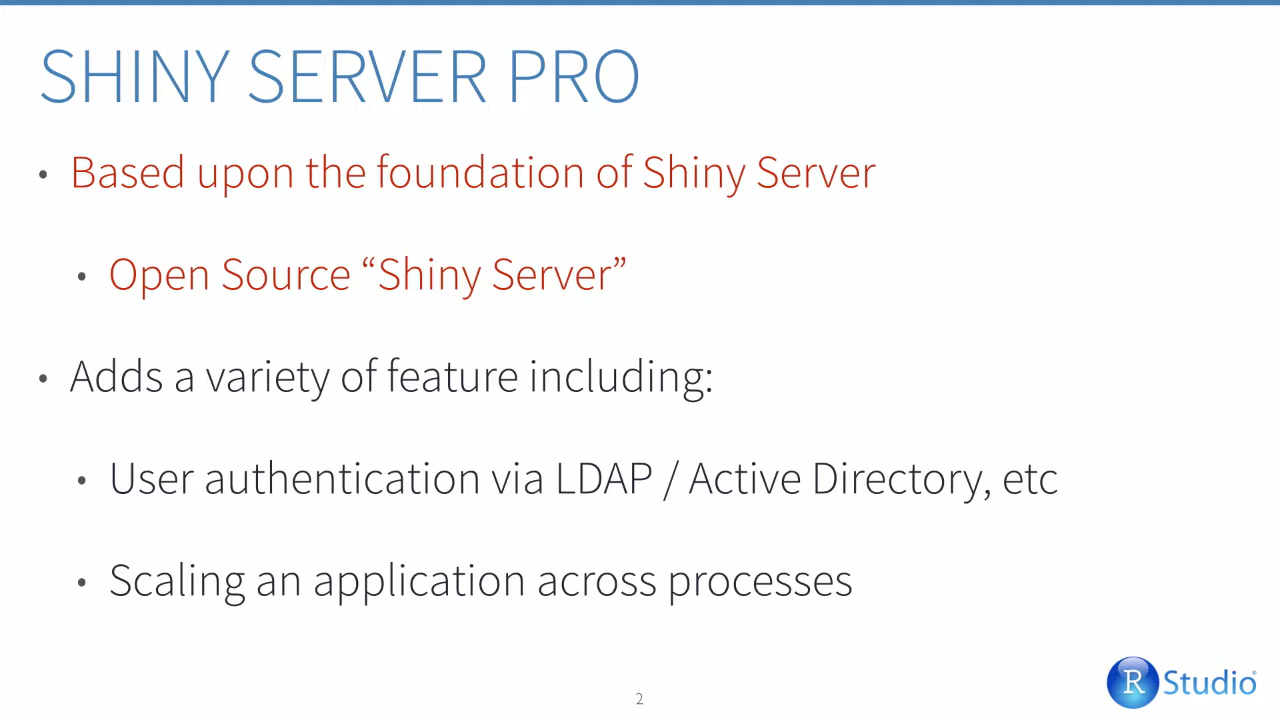 SHINY SERVER PRO
• Based upon the foundation of Shiny Server
• Open Source “Shiny Server”
• Adds a variety of feature including:
• User authentication via LDAP / Active Directory, etc
• Scaling an application across processes
2
R Studio®